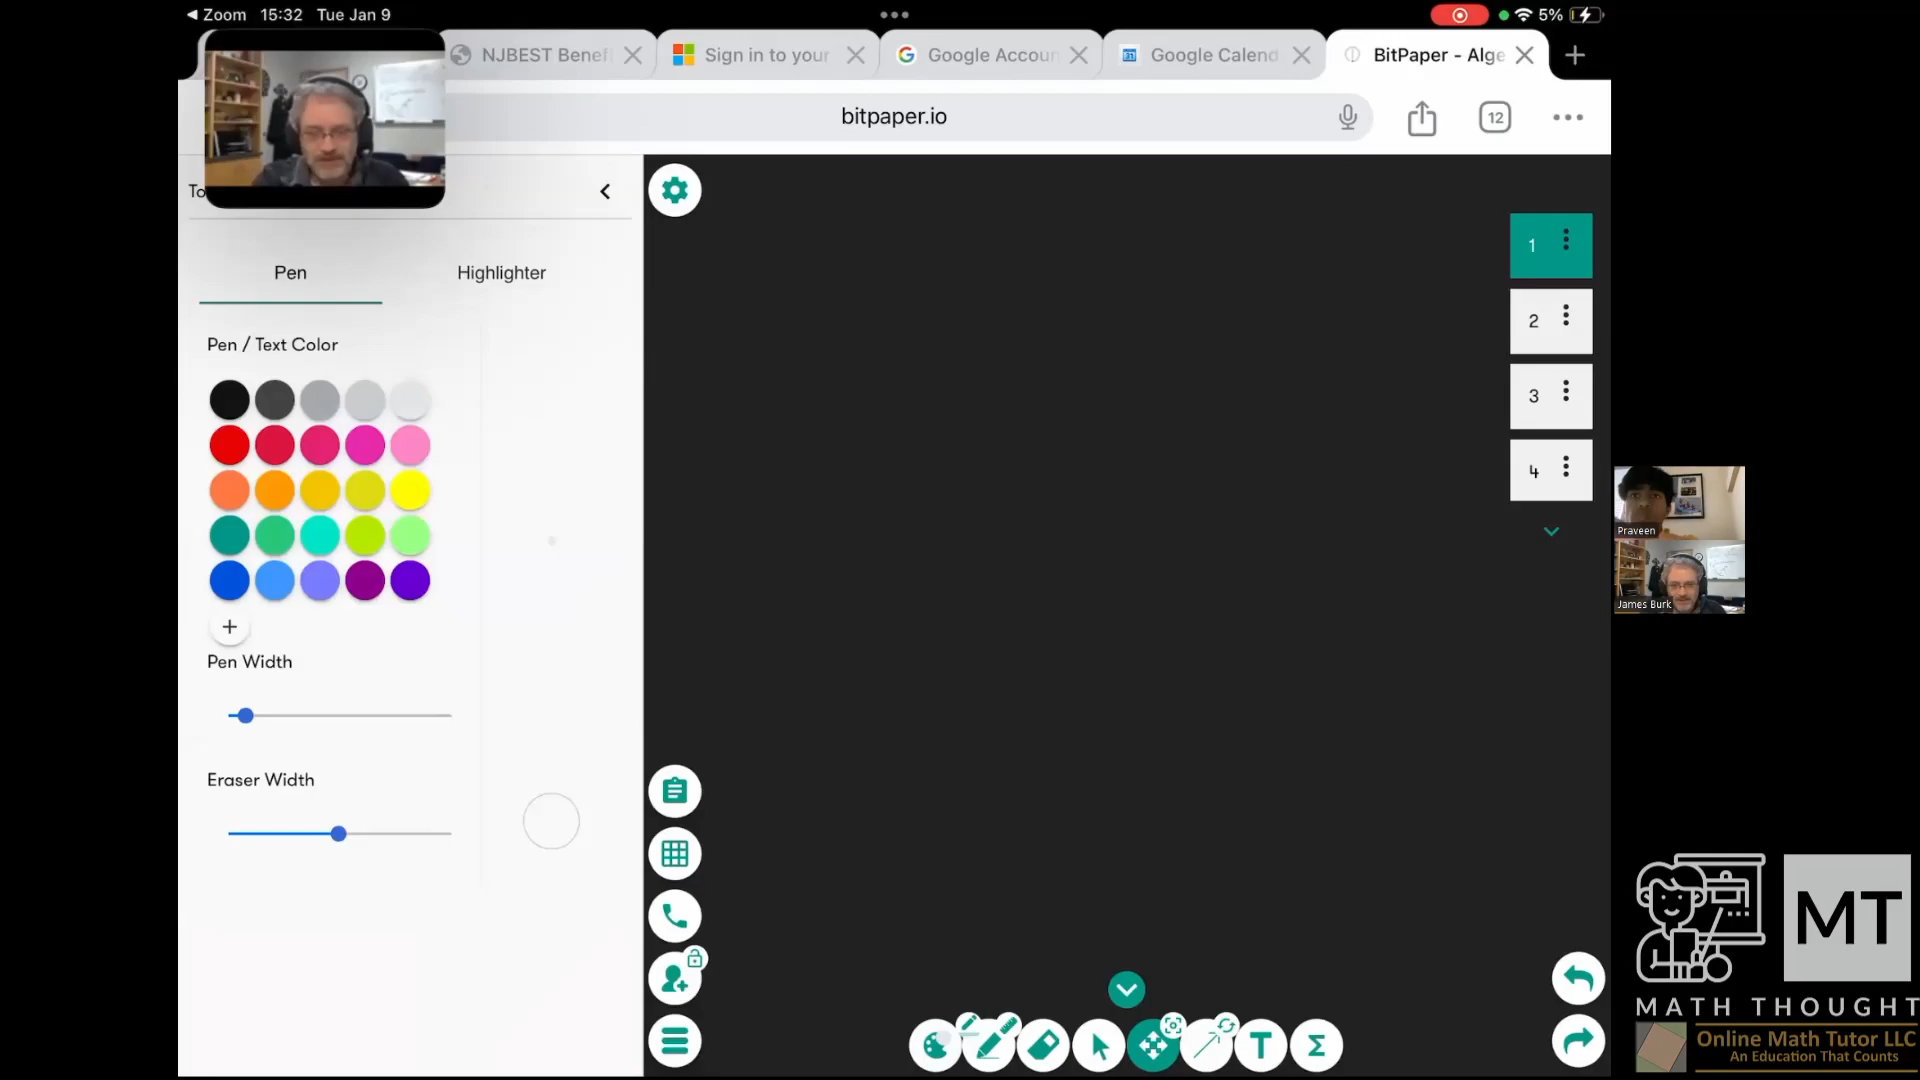 Zoom 15:32 Tue Jan 9
5%
NJBEST Benef
Sign in to your
Google Accoun
Google Calend
BitPaper - Alge
bitpaper.io
12
To
Pen
Highlighter
Pen / Text Color
+
Pen Width
Eraser Width
1
2
3
4
T
Σ
Praveen
James Burk
MT
MATH THOUGHT
Online Math Tutor LLC
An Education That Counts